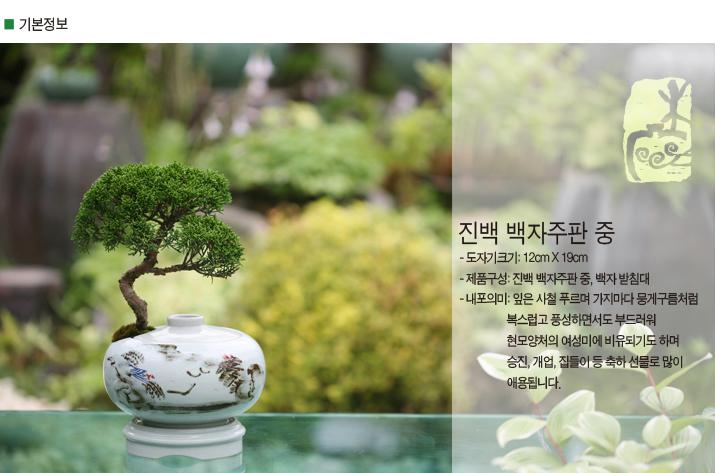 기본정보
진백 백자주판 중
- 도자기크기: 12cm X 19cm
- 제품구성: 진백 백자주판 중, 백자 받침대
- 내포의미: 잎은 사철 푸르며 가지마다 뭉게구름처럼
복스럽고 풍성하면서도 부드러워
현모양처의 여성미에 비유되기도 하며
승진, 개업, 집들이 등 축하 선물로 많이
애용됩니다.